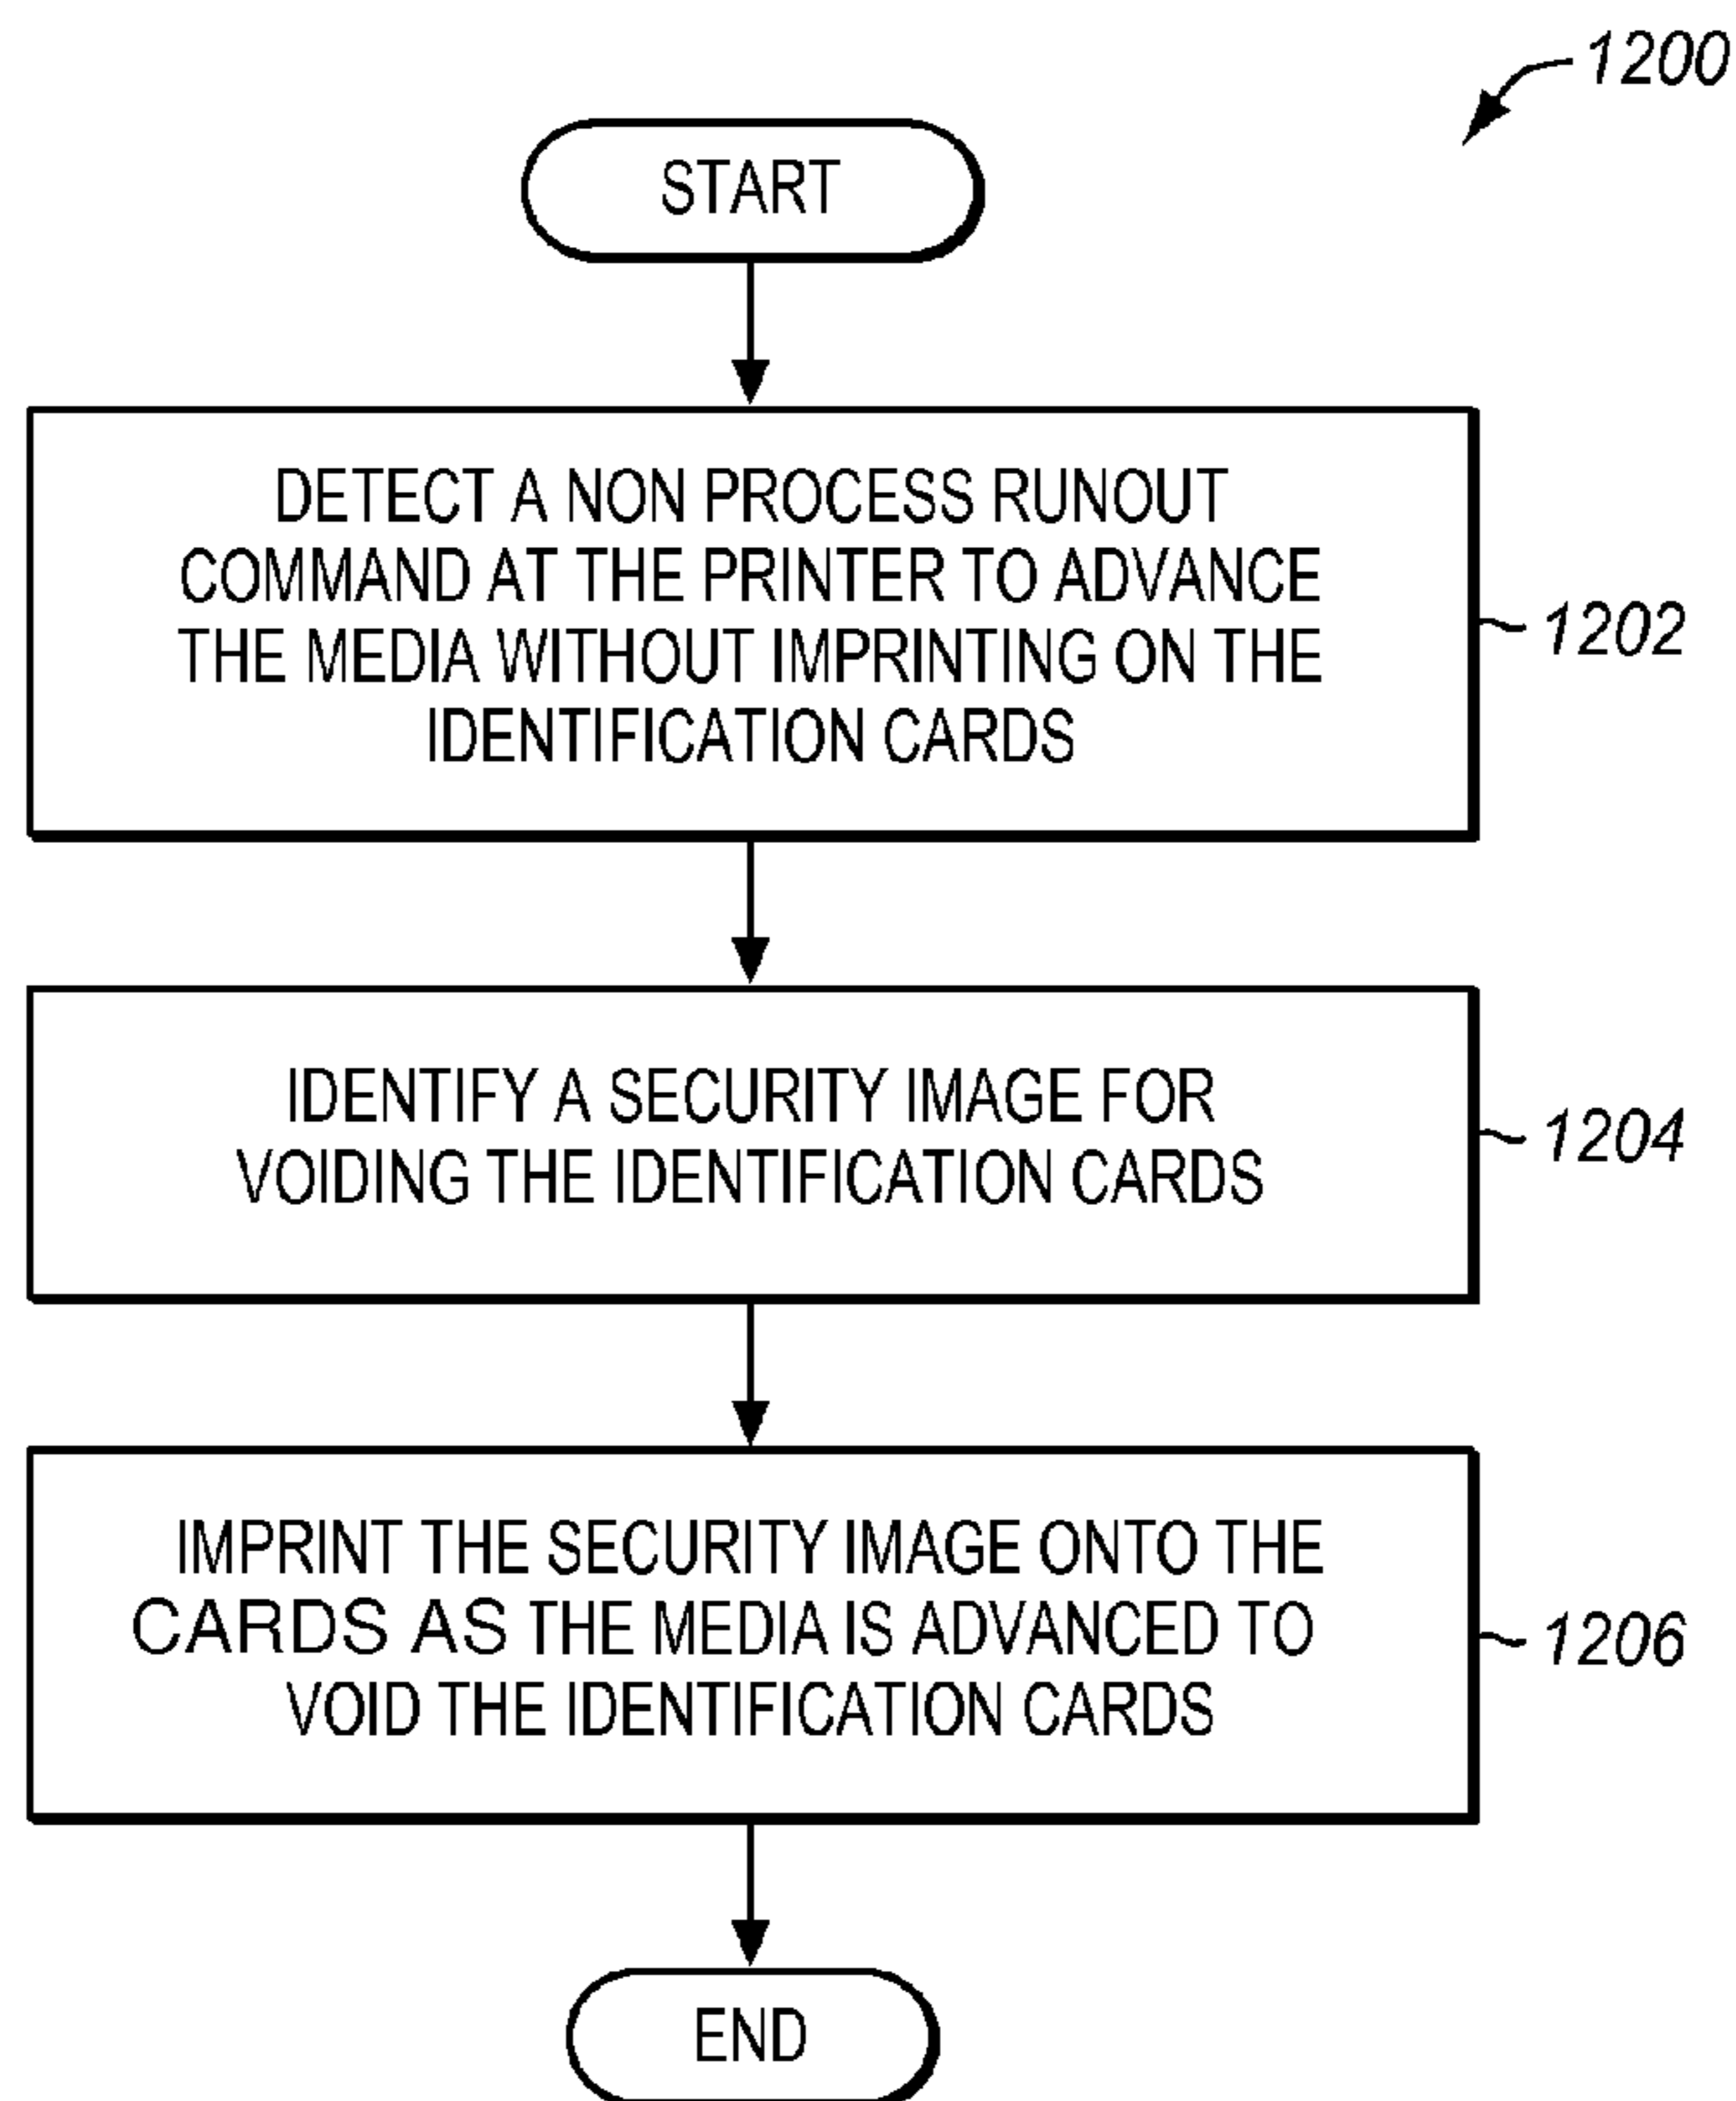 1200
START
DETECT A NON PROCESS RUNOUT
COMMAND AT THE PRINTER TO ADVANCE
THE MEDIA WITHOUT IMPRINTING ON THE
IDENTIFICATION CARDS
1202
IDENTIFY A SECURITY IMAGE FOR
VOIDING THE IDENTIFICATION CARDS
1204
IMPRINT THE SECURITY IMAGE ONTO THE
CARDS AS THE MEDIA IS ADVANCED TO
VOID THE IDENTIFICATION CARDS
1206
END